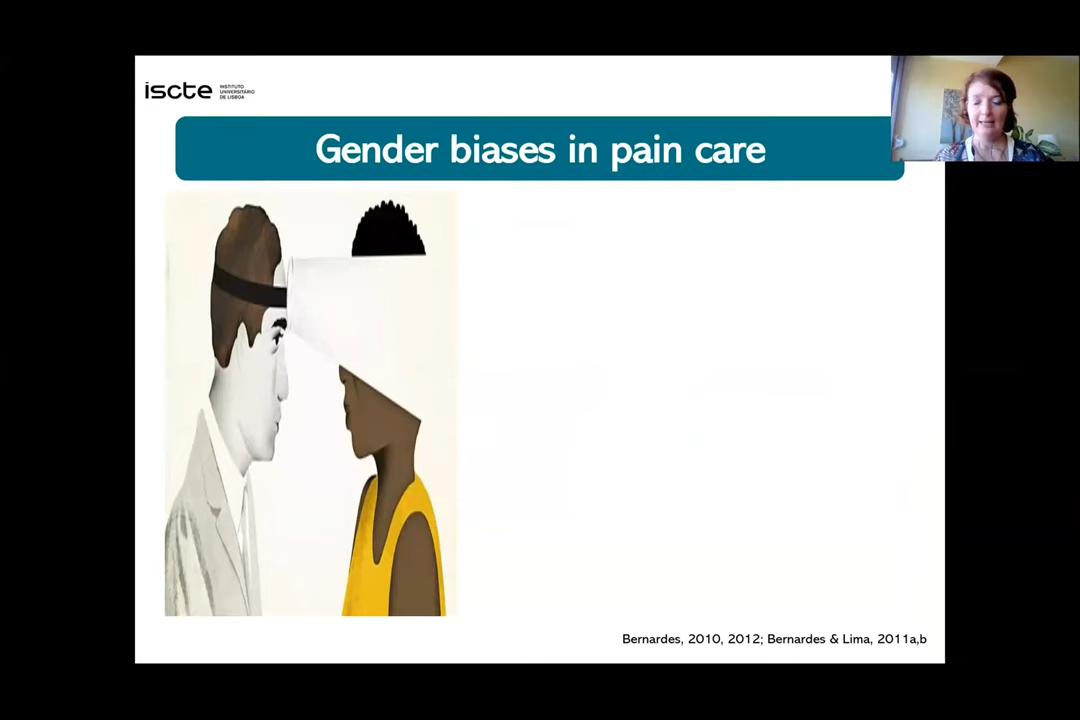 iscte
INSTITUTO
UNIVERSITÁRIO
DE LISBOA
Gender biases in pain care
Bernardes, 2010, 2012; Bernardes & Lima, 2011a,b